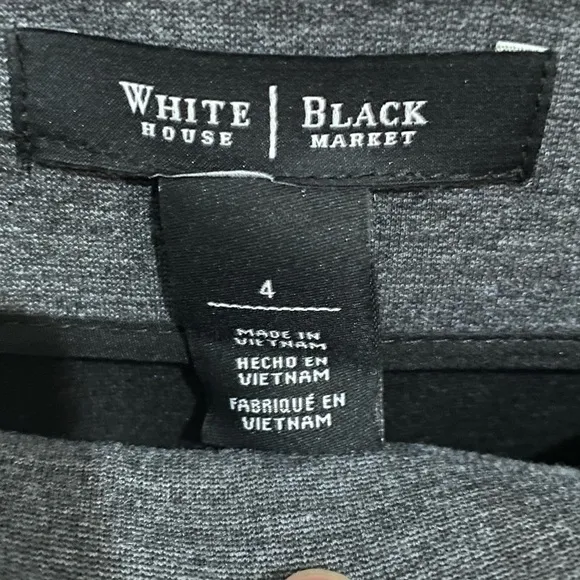 WHITE | BLACK
HOUSE MARKET
4
MADE IN
VIETNAM
HECHO EN
VIETNAM
FABRIQUÉ EN
VIETNAM